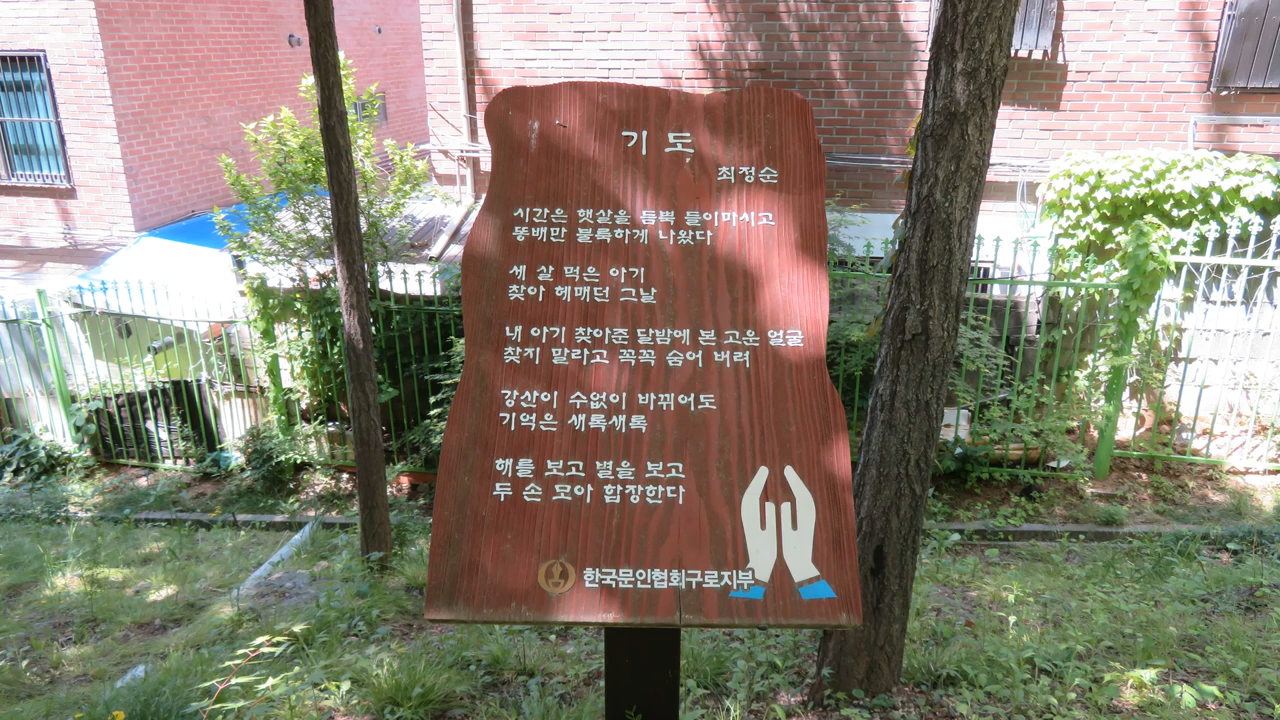 기도
최정순
시간은 햇살을 듬뿍 들이마시고
똥배만 불룩하게 나왔다
세 살 먹은 아기
찾아 헤매던 그날
내 아기 찾아준 달밤에 본 고운 얼굴
찾지 말라고 꼭꼭 숨어 버려
강산이 수없이 바뀌어도
기억은 새록새록
해를 보고 별을 보고
두 손 모아 합장한다
한국문인협회구로지부